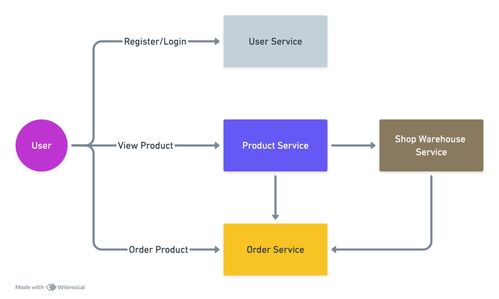 Register/Login
User Service
User
View Product
Product Service
Shop Warehouse
Service
Order Product
Order Service
Made with Whimsical